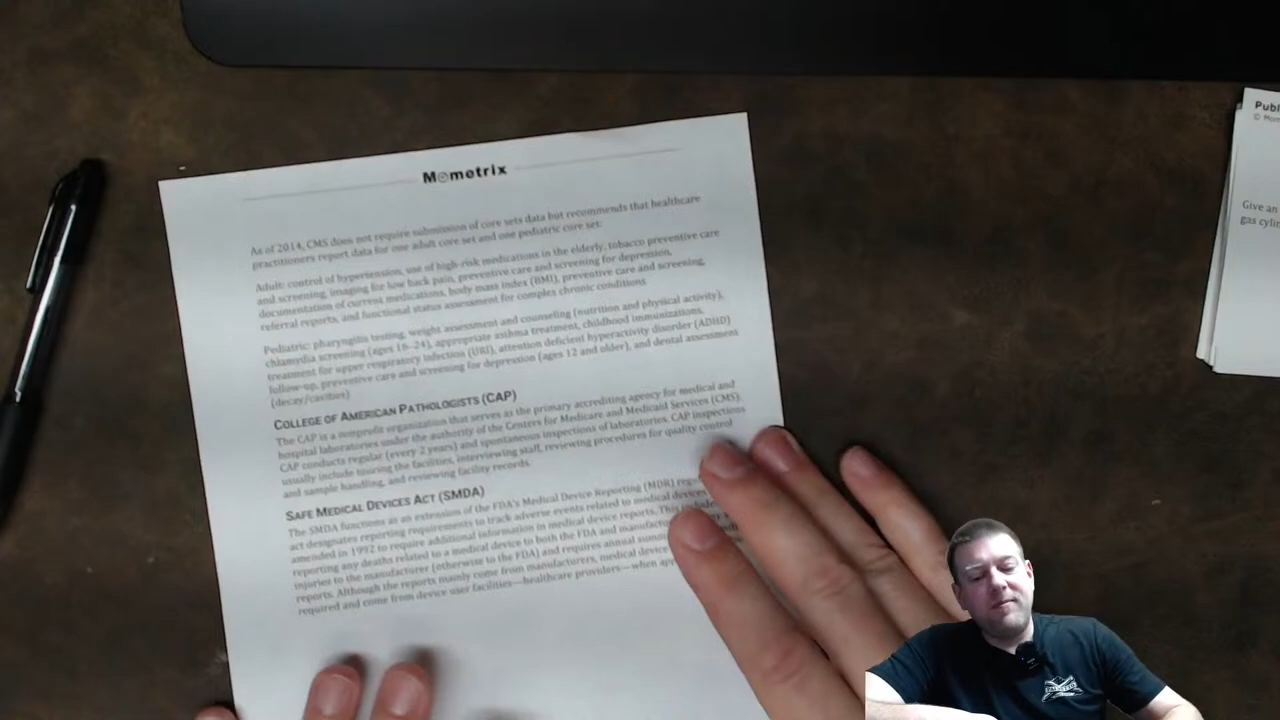 Mometrix
As of 2014, CMS does not require submission of core sets data but recommends that healthcare
practitioners report data for one adult core set and one pediatric core set:
Adult: control of hypertension, use of high-risk medications in the elderly, tobacco preventive care
and screening, imaging for low back pain, preventive care and screening for depression,
documentation of current medications, body mass index (BMI), preventive care and screening,
referral reports, and functional status assessment for complex chronic conditions
Pediatric: pharyngitis testing, weight assessment and counseling (nutrition and physical activity),
chlamydia screening (ages 16–24), appropriate asthma treatment, childhood immunizations,
treatment for upper respiratory infection (URI), attention deficit hyperactivity disorder (ADHD)
follow-up, preventive care and screening for depression (ages 12 and older), and dental assessment
(decay/cavities)
COLLEGE OF AMERICAN PATHOLOGISTS (CAP)
The CAP is a nonprofit organization that serves as the primary accrediting agency for medical and
hospital laboratories under the authority of the Centers for Medicare and Medicaid Services (CMS).
CAP conducts regular (every 2 years) and spontaneous inspections of laboratories. CAP inspections
usually include touring the facilities, interviewing staff, reviewing procedures for quality control
and sample handling, and reviewing facility records.
SAFE MEDICAL DEVICES ACT (SMDA)
The SMDA functions as an extension of the FDA's Medical Device Reporting (MDR)
act designates reporting requirements to track adverse events related to medical devices
amended in 1992 to require additional information in medical device reports. This includes
reporting any deaths related to a medical device to both the FDA and
injuries to the manufacturer (otherwise to the FDA) and requires annual
reports. Although the reports mainly come from manufacturers, medical device
required and come from device user facilities—healthcare providers—when
Give an
gas